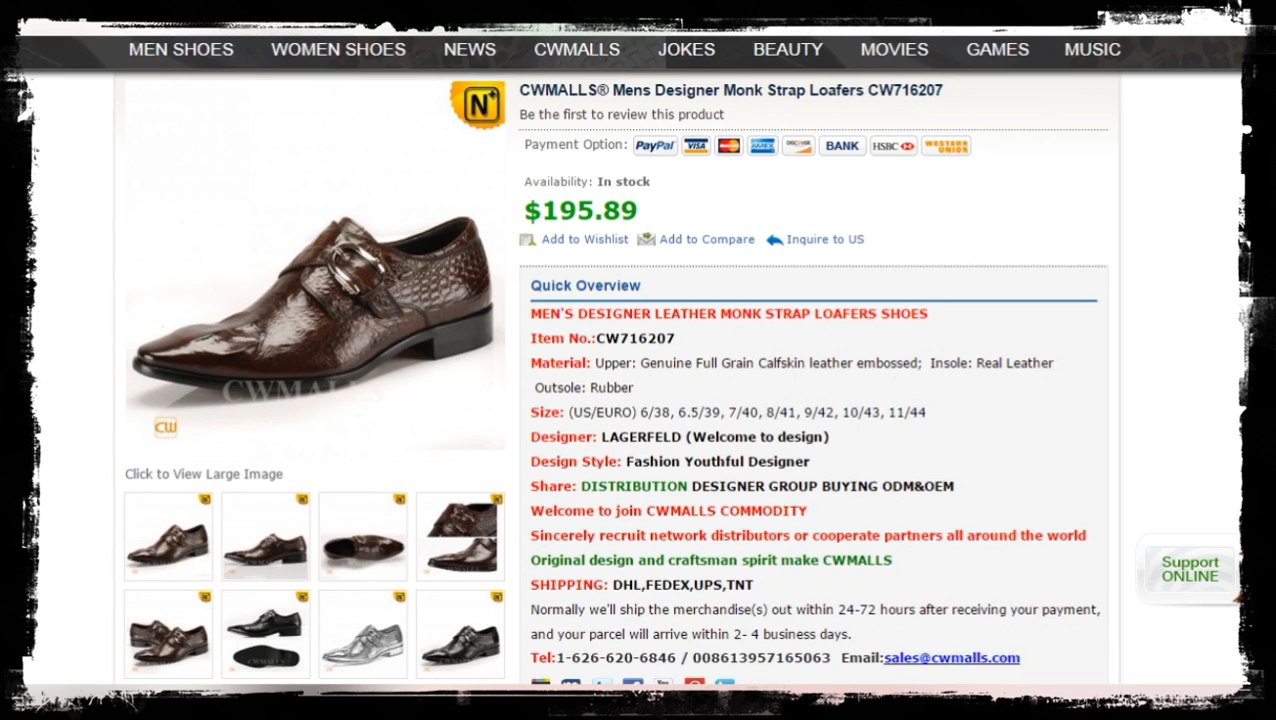 MEN SHOES WOMEN SHOES NEWS CWMALLS JOKES BEAUTY MOVIES GAMES MUSIC
N+
CWMALLS® Mens Designer Monk Strap Loafers CW716207
Be the first to review this product
Payment Option: PayPal VISA MasterCard AMEX DISCOVER BANK HSBC WESTERN UNION
Availability: In stock
$195.89
Add to Wishlist Add to Compare Inquire to US
Quick Overview
MEN'S DESIGNER LEATHER MONK STRAP LOAFERS SHOES
Item No.:CW716207
Material: Upper: Genuine Full Grain Calfskin leather embossed; Insole: Real Leather
Outsole: Rubber
Size: (US/EURO) 6/38, 6.5/39, 7/40, 8/41, 9/42, 10/43, 11/44
Designer: LAGERFELD (Welcome to design)
Design Style: Fashion Youthful Designer
Share: DISTRIBUTION DESIGNER GROUP BUYING ODM&OEM
Welcome to join CWMALLS COMMODITY
Sincerely recruit network distributors or cooperate partners all around the world
Original design and craftsman spirit make CWMALLS
SHIPPING: DHL,FEDEX,UPS,TNT
Normally we'll ship the merchandise(s) out within 24-72 hours after receiving your payment,
and your parcel will arrive within 2- 4 business days.
Tel:1-626-620-6846 / 008613957165063 Email:sales@cwmalls.com
CWMALLS
CW
Click to View Large Image
Support
ONLINE